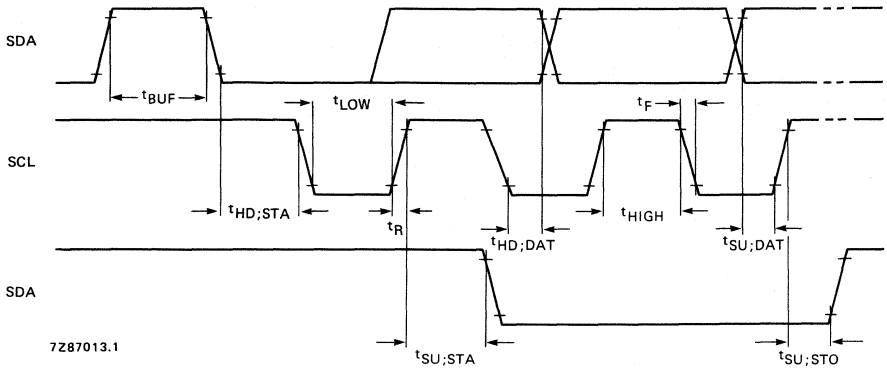 SDA
tBUF
tLOW
tF
SCL
tHD;STA
tR
tHD;DAT
tHIGH
tSU;DAT
SDA
7Z87013.1
tSU;STA
tSU;STO